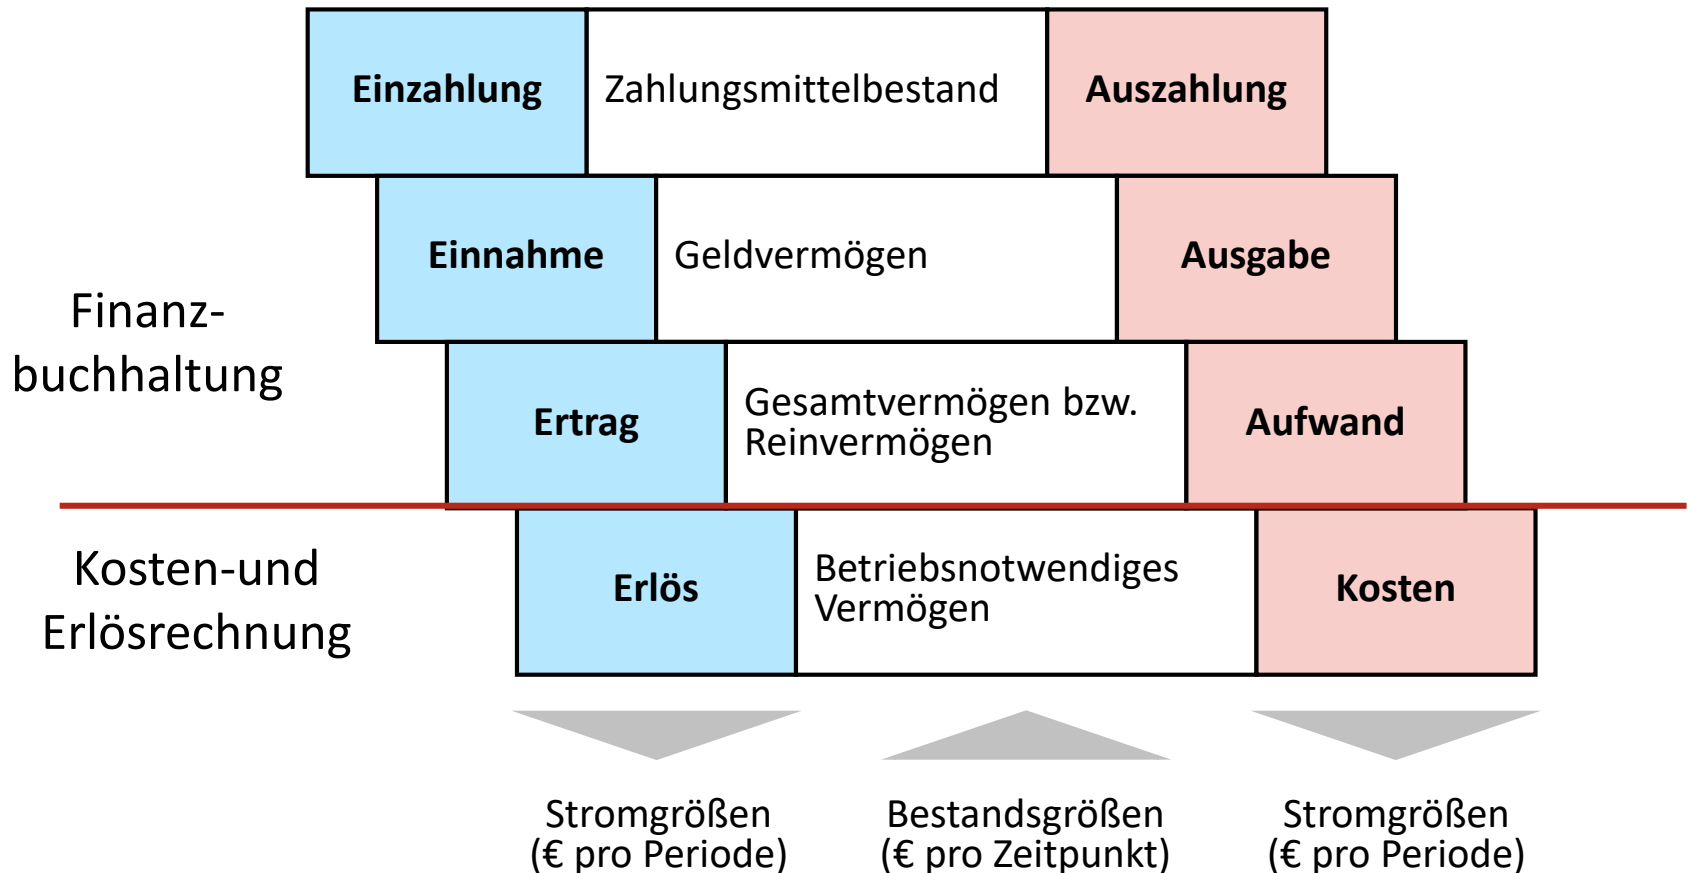 Einzahlung
Zahlungsmittelbestand
Auszahlung
Einnahme
Geldvermögen
Ausgabe
Finanz-
buchhaltung
Ertrag
Gesamtvermögen bzw.
Reinvermögen
Aufwand
Kosten-und
Erlösrechnung
Erlös
Betriebsnotwendiges
Vermögen
Kosten
Stromgrößen
(€ pro Periode)
Bestandsgrößen
(€ pro Zeitpunkt)
Stromgrößen
(€ pro Periode)